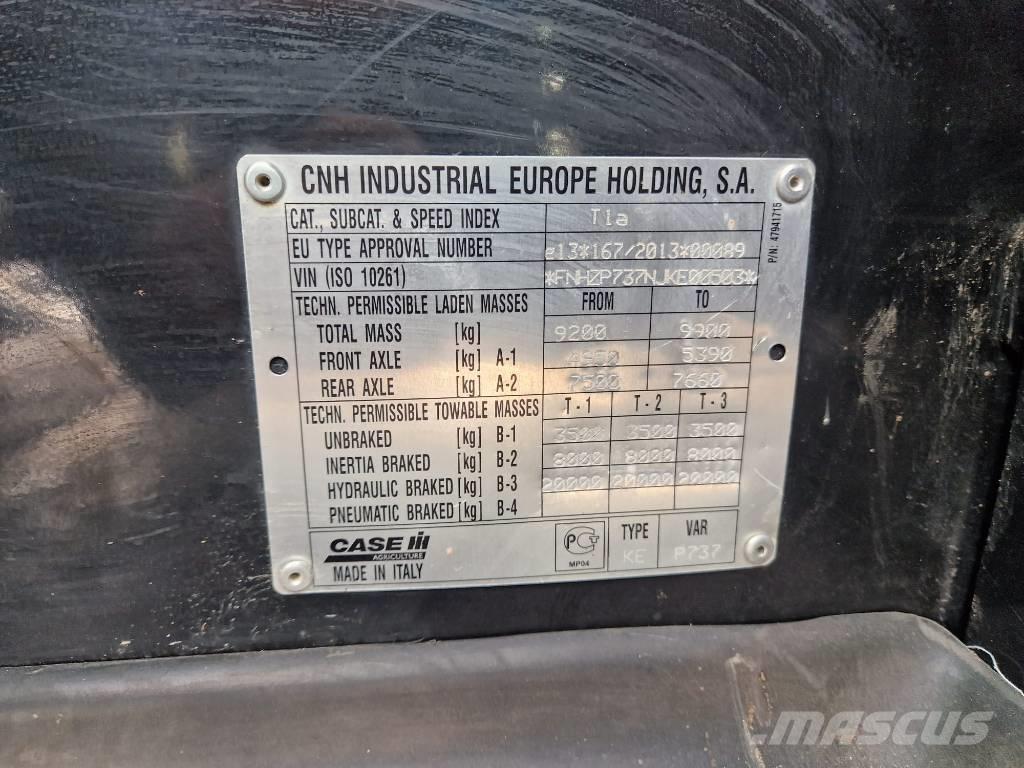 CNH INDUSTRIAL EUROPE HOLDING, S.A.
CAT., SUBCAT. & SPEED INDEX T1a
EU TYPE APPROVAL NUMBER e13*167/2013*00089
VIN (ISO 10261)
P/N: 47941715
TECHN. PERMISSIBLE LADEN MASSES FROM TO
TOTAL MASS [kg] 9200 9900
FRONT AXLE [kg] A-1 5390
REAR AXLE [kg] A-2 7500 7660
TECHN. PERMISSIBLE TOWABLE MASSES T-1 T-2 T-3
UNBRAKED [kg] B-1 3500 3500 3500
INERTIA BRAKED [kg] B-2 8000 8000 8000
HYDRAULIC BRAKED [kg] B-3 20000 20000 20000
PNEUMATIC BRAKED [kg] B-4
CASE IH
AGRICULTURE
MADE IN ITALY
MP04
TYPE VAR
KE P737
MASCUS